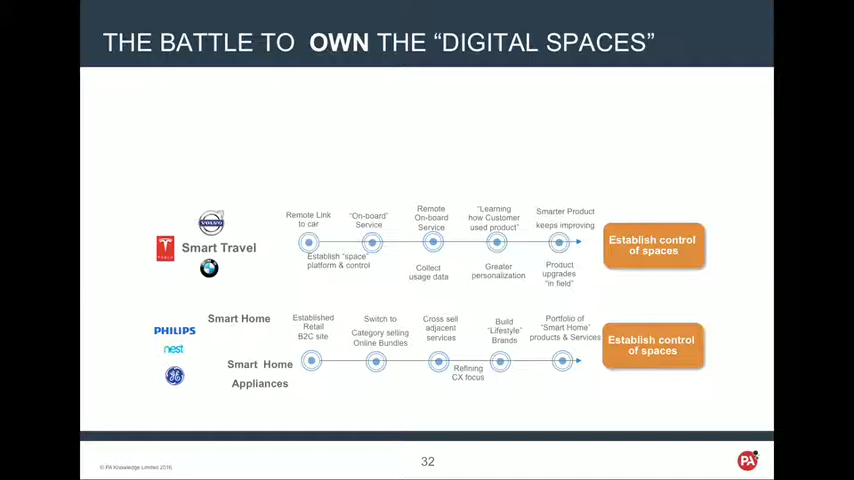 THE BATTLE TO OWN THE “DIGITAL SPACES”
VOLVO
Smart Travel
Remote Link
to car
“On-board”
Service
Remote
On-board
Service
“Learning
how Customer
used product”
Smarter Product
keeps improving
Establish “space”
platform & control
Collect
usage data
Greater
personalization
Product
upgrades
“in field”
Establish control
of spaces
Smart Home
PHILIPS
nest
Smart Home
Appliances
Established
Retail
B2C site
Switch to
Category selling
Online Bundles
Cross sell
adjacent
services
Refining
CX focus
Build
“Lifestyle”
Brands
Portfolio of
“Smart Home”
products & Services
Establish control
of spaces
© PA Knowledge Limited 2016
32
PA